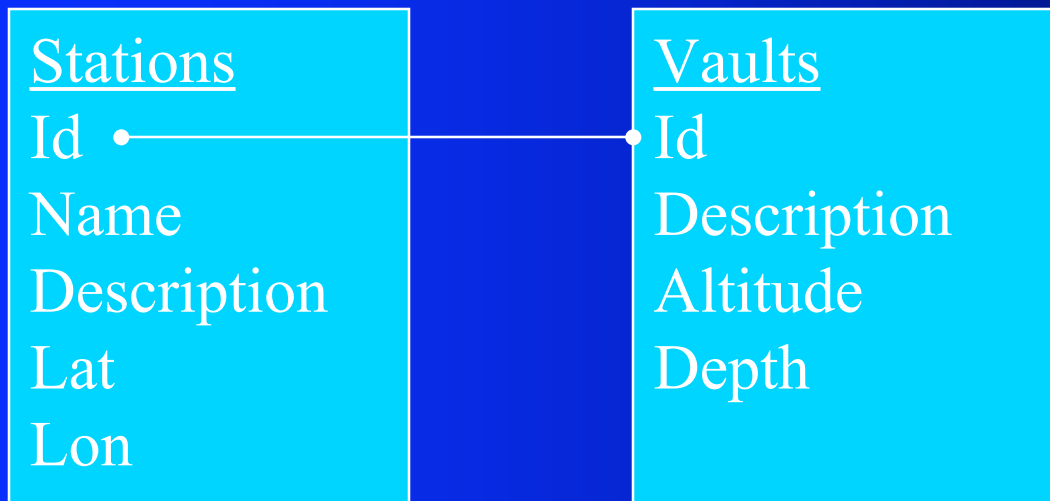 Stations
Id
Name
Description
Lat
Lon
Vaults
Id
Description
Altitude
Depth